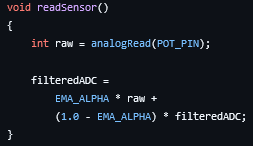 void readSensor()
{
    int raw = analogRead(POT_PIN);

    filteredADC =
        EMA_ALPHA * raw +
        (1.0 - EMA_ALPHA) * filteredADC;
}